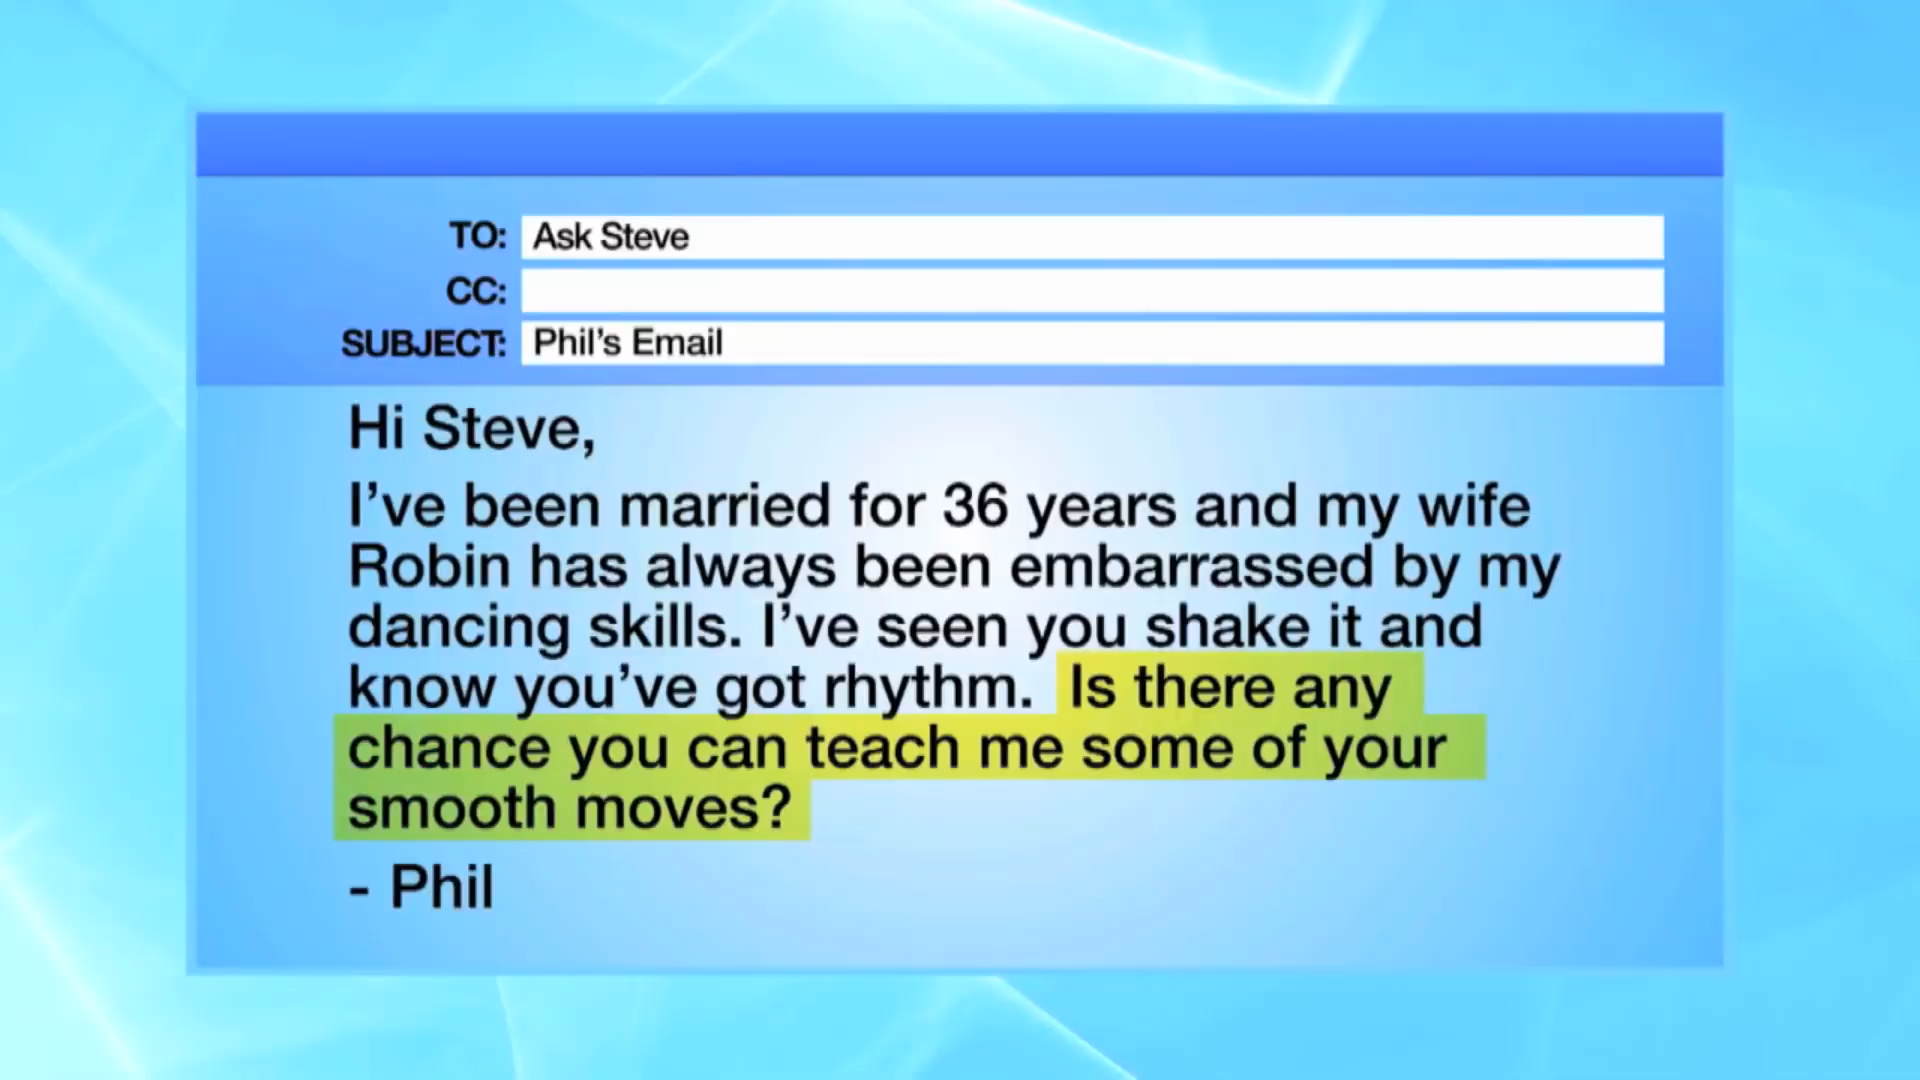 TO: Ask Steve
CC:
SUBJECT: Phil’s Email
Hi Steve,
I’ve been married for 36 years and my wife
Robin has always been embarrassed by my
dancing skills. I’ve seen you shake it and
know you’ve got rhythm. Is there any
chance you can teach me some of your
smooth moves?
- Phil